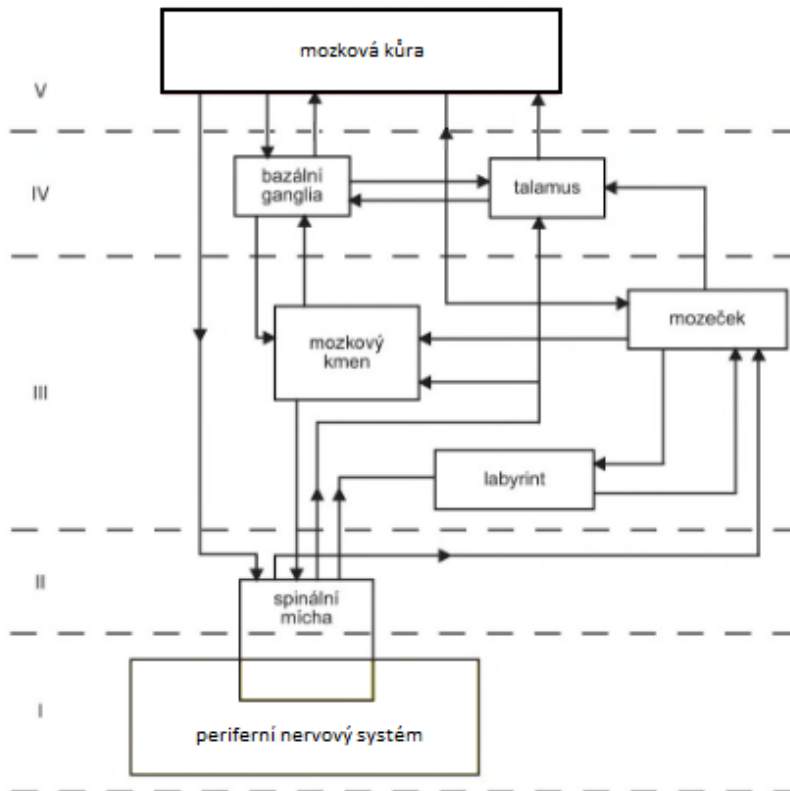 mozková kůra
V
bazální
ganglia
talamus
IV
mozeček
mozkový
kmen
III
labyrint
II
spinální
mícha
I
periferní nervový systém